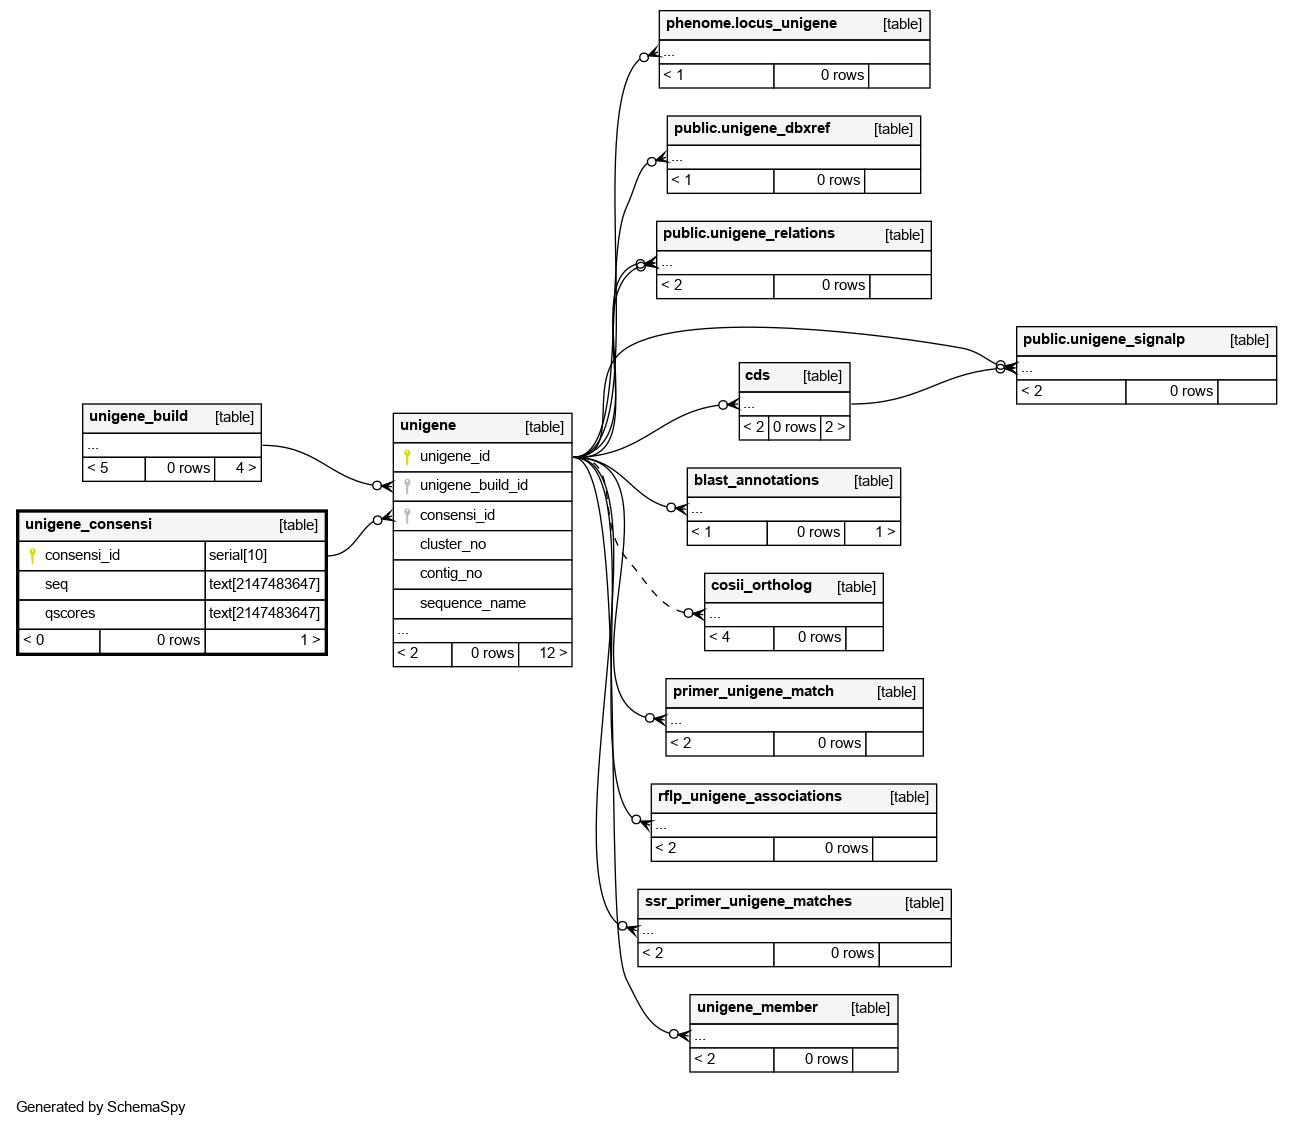 phenome.locus_unigene [table]
...
< 1 0 rows
public.unigene_dbxref [table]
...
< 1 0 rows
public.unigene_relations [table]
...
< 2 0 rows
public.unigene_signalp [table]
...
< 2 0 rows
cds [table]
...
< 2 0 rows 2 >
unigene_build [table]
...
< 5 0 rows 4 >
unigene [table]
unigene_id
unigene_build_id
consensi_id
cluster_no
contig_no
sequence_name
...
< 2 0 rows 12 >
blast_annotations [table]
...
< 1 0 rows 1 >
unigene_consensi [table]
consensi_id serial[10]
seq text[2147483647]
qscores text[2147483647]
< 0 0 rows 1 >
cosii_ortholog [table]
...
< 4 0 rows
primer_unigene_match [table]
...
< 2 0 rows
rflp_unigene_associations [table]
...
< 2 0 rows
ssr_primer_unigene_matches [table]
...
< 2 0 rows
unigene_member [table]
...
< 2 0 rows
Generated by SchemaSpy